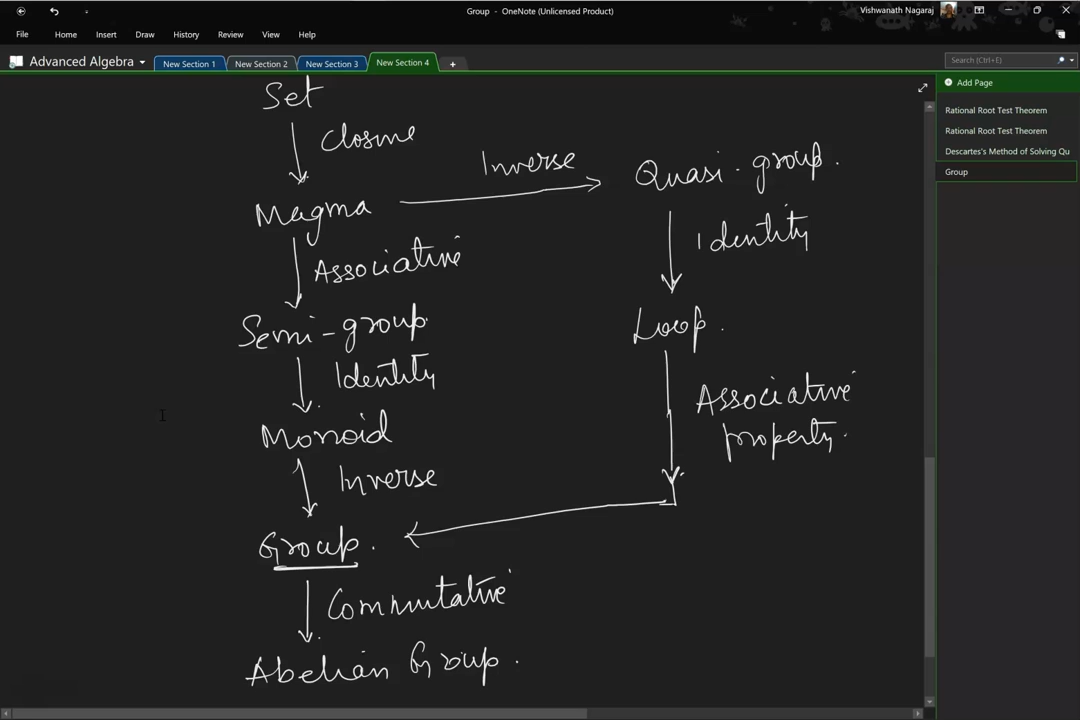 Group - OneNote (Unlicensed Product)
Vishwanath Nagaraj
File Home Insert Draw History Review View Help
Advanced Algebra
New Section 1 New Section 2 New Section 3 New Section 4 +
Search (Ctrl+E)
Add Page
Rational Root Test Theorem
Rational Root Test Theorem
Descartes's Method of Solving Qu
Group
Set
Closure
Magma
Inverse
Quasi-group.
Associative
Identity
Semi-group
Loop.
Identity
Associative
property.
Monoid
Inverse
Group.
Commutative
Abelian Group.